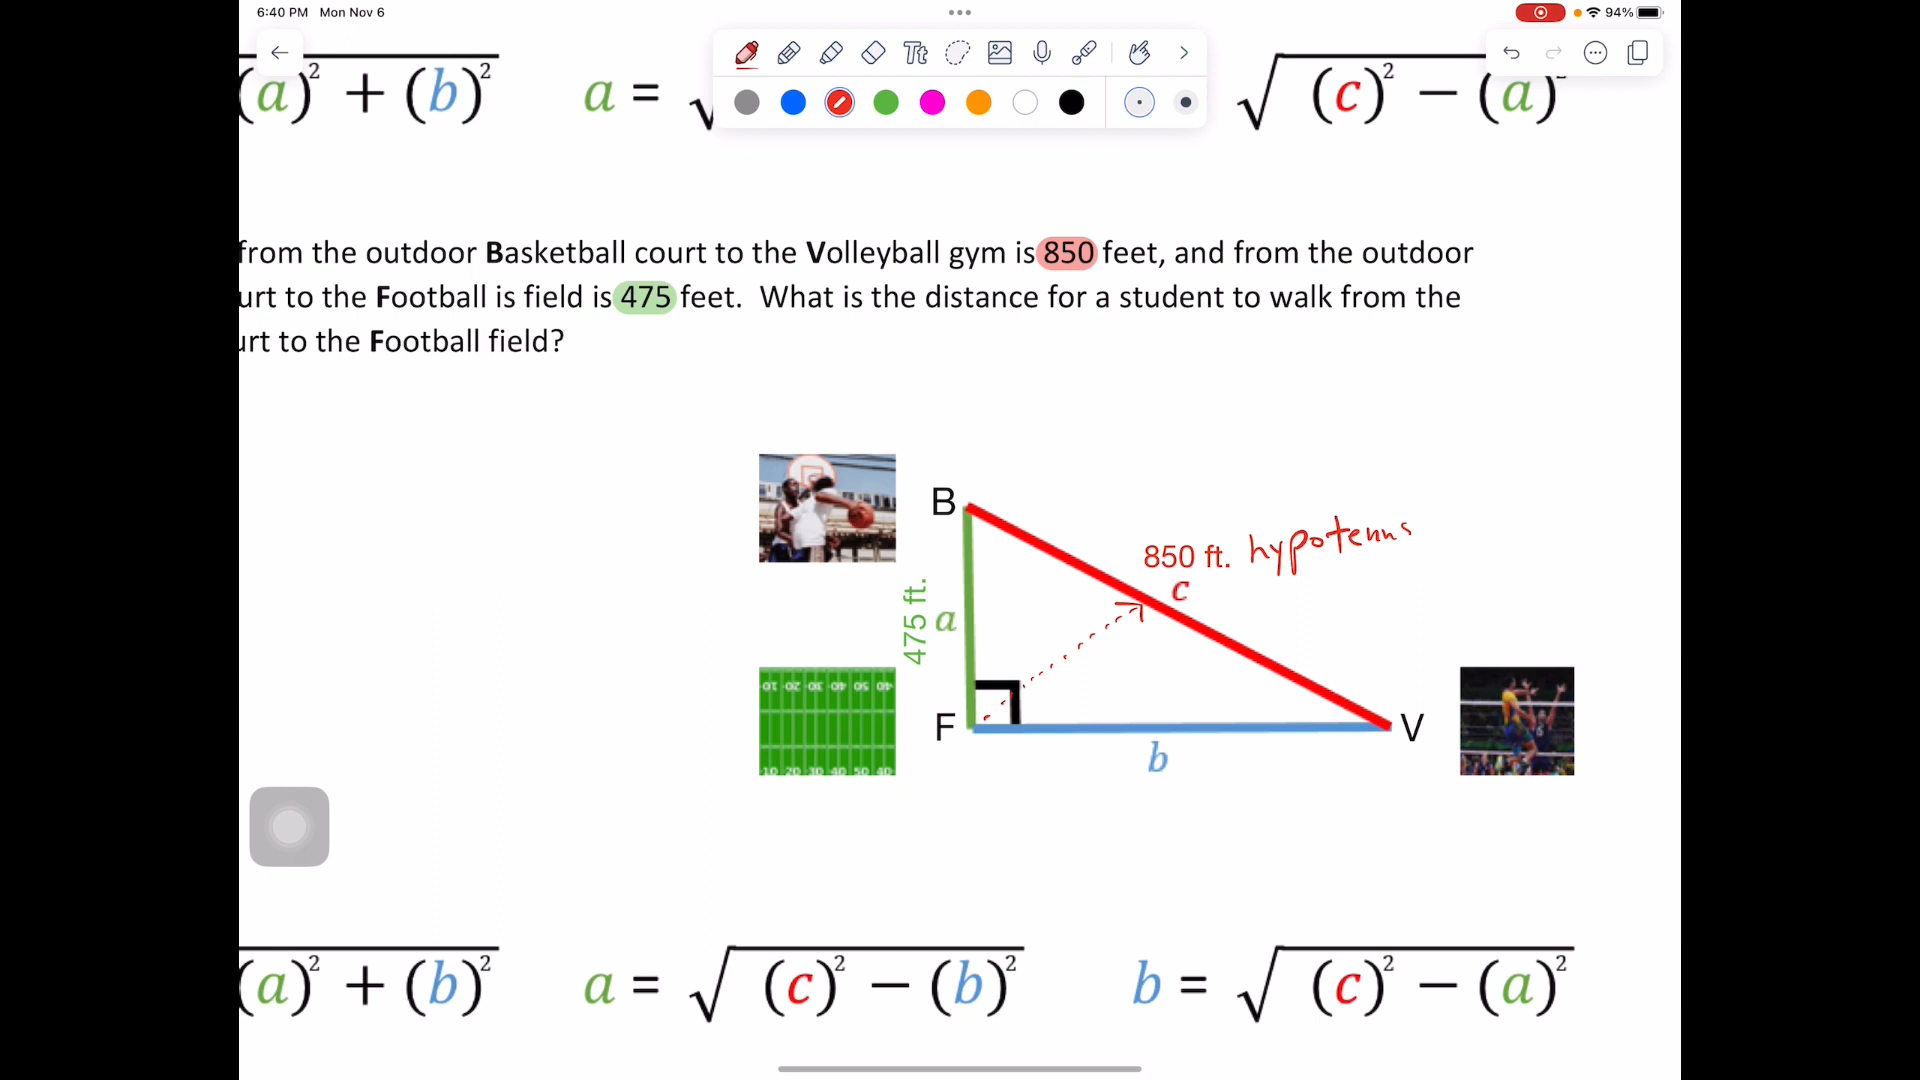 6:40 PM Mon Nov 6
94%
Tt
(a)² + (b)² a = √ √(c)² − (a)
from the outdoor Basketball court to the Volleyball gym is 850 feet, and from the outdoor
urt to the Football is field is 475 feet. What is the distance for a student to walk from the
urt to the Football field?
B
850 ft. hypotenus
c
475 ft. a
F
V
b
(a)² + (b)² a = √(c)² − (b)² b = √(c)² − (a)²